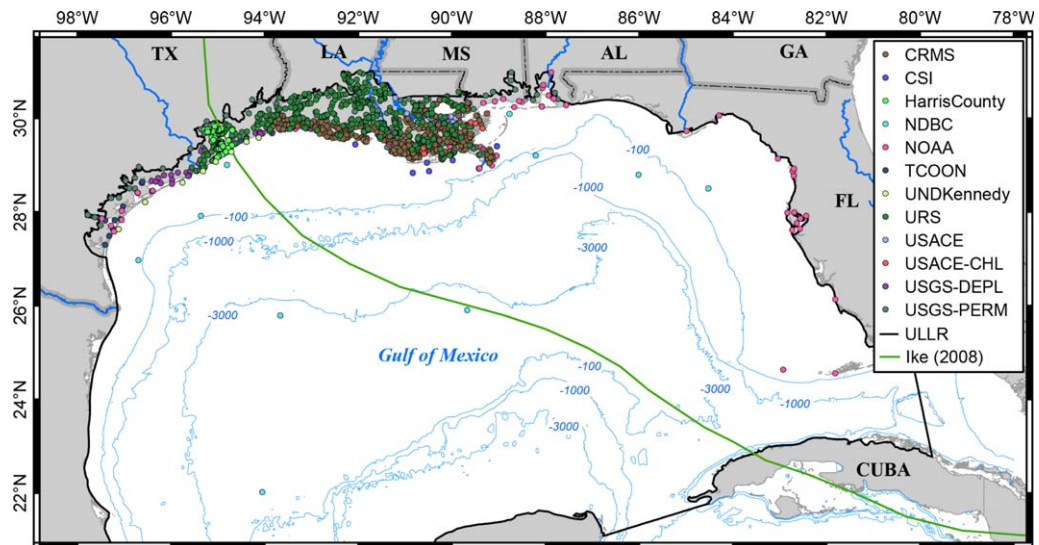 98°W 96°W 94°W 92°W 90°W 88°W 86°W 84°W 82°W 80°W 78°W
TX LA MS AL GA
30°N
28°N
26°N
24°N
22°N
CRMS
CSI
HarrisCounty
NDBC
NOAA
TCOON
UNDKennedy
URS
USACE
USACE-CHL
USGS-DEPL
USGS-PERM
ULLR
Ike (2008)
FL
-100
-1000
-3000
-100
-1000
-3000
Gulf of Mexico
-100
-1000
-3000
-3000
-1000
CUBA